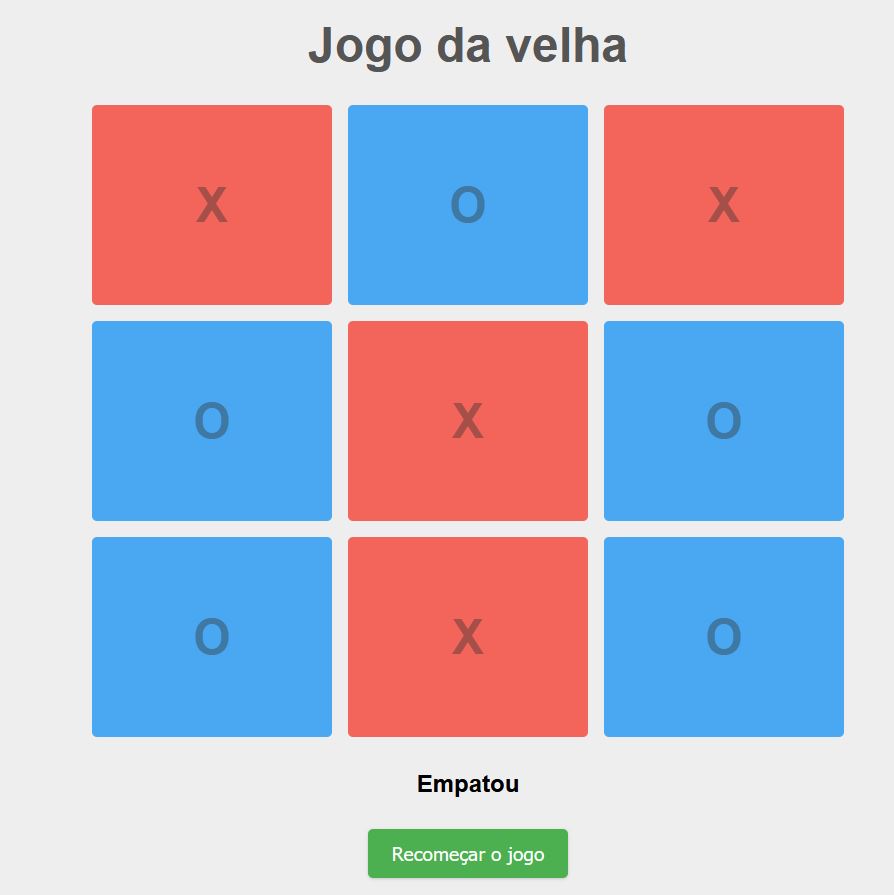 Jogo da velha
X O X
O X O
O X O
Empatou
Recomeçar o jogo